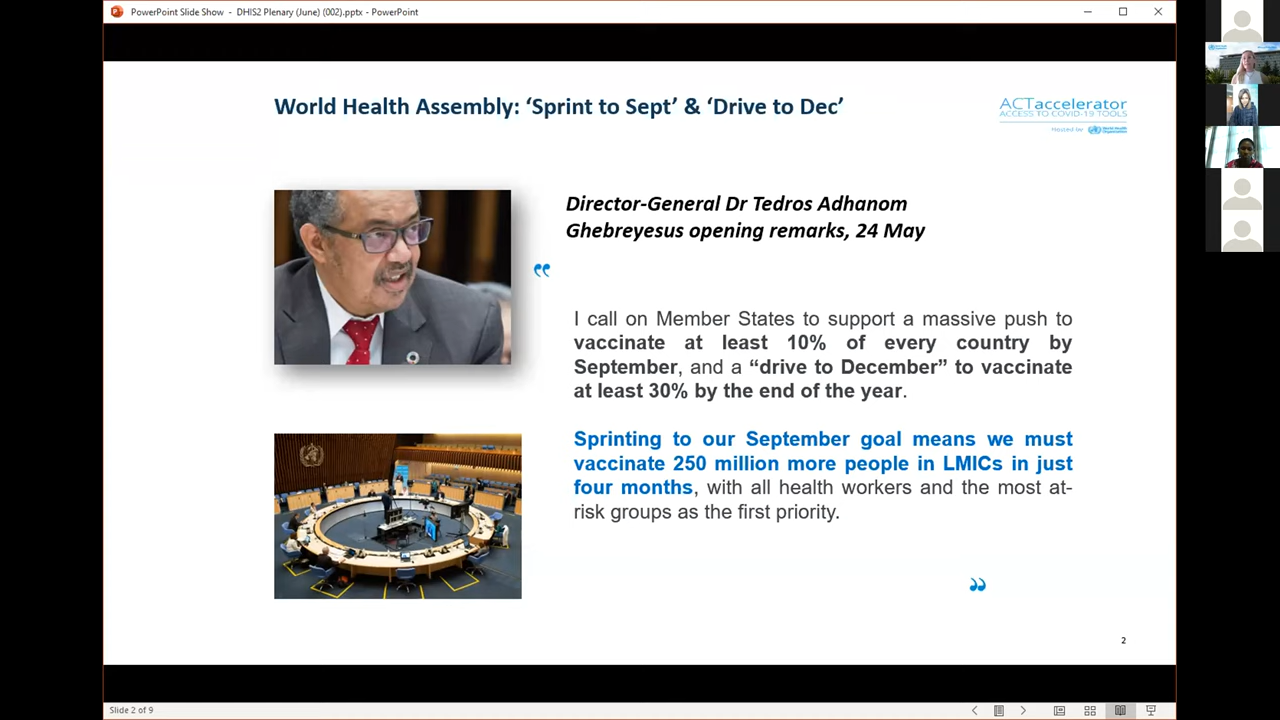 PowerPoint Slide Show - DHIS2 Plenary (June) (002).pptx - PowerPoint
World Health Assembly: ‘Sprint to Sept’ & ‘Drive to Dec’
ACTaccelerator
ACCESS TO COVID-19 TOOLS
Hosted by World Health Organization
Director-General Dr Tedros Adhanom
Ghebreyesus opening remarks, 24 May
“
I call on Member States to support a massive push to
vaccinate at least 10% of every country by
September, and a “drive to December” to vaccinate
at least 30% by the end of the year.
Sprinting to our September goal means we must
vaccinate 250 million more people in LMICs in just
four months, with all health workers and the most at-
risk groups as the first priority.
”
2
Slide 2 of 9